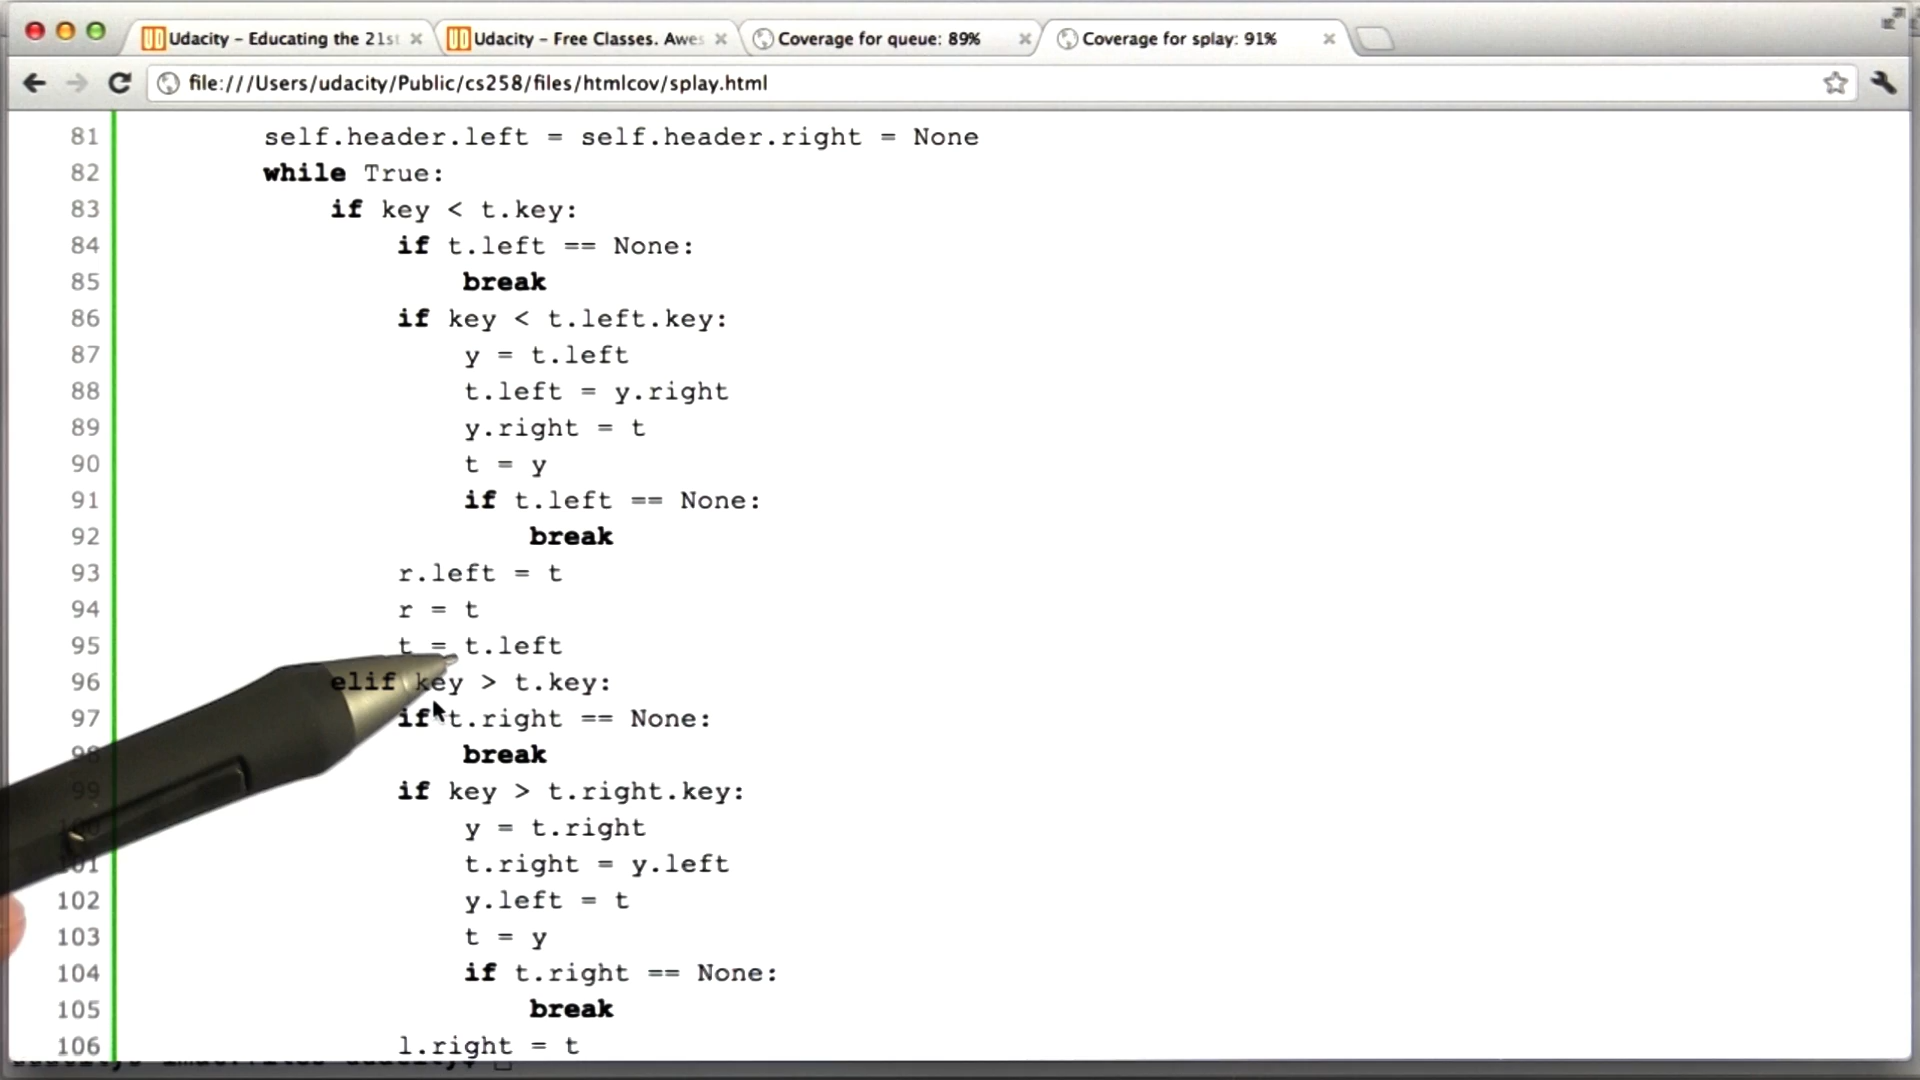 Udacity - Educating the 21st
Udacity - Free Classes. Awes
Coverage for queue: 89%
Coverage for splay: 91%
file:///Users/udacity/Public/cs258/files/htmlcov/splay.html
81 self.header.left = self.header.right = None
82 while True:
83 if key < t.key:
84 if t.left == None:
85 break
86 if key < t.left.key:
87 y = t.left
88 t.left = y.right
89 y.right = t
90 t = y
91 if t.left == None:
92 break
93 r.left = t
94 r = t
95 t = t.left
96 elif key > t.key:
97 if t.right == None:
98 break
99 if key > t.right.key:
100 y = t.right
101 t.right = y.left
102 y.left = t
103 t = y
104 if t.right == None:
105 break
106 l.right = t